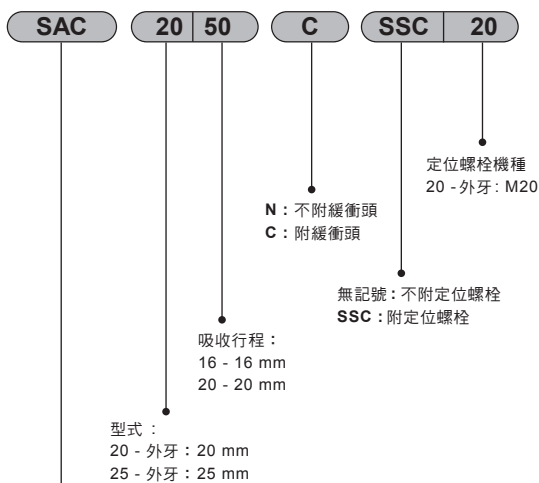 SAC 20 50 C SSC 20
定位螺栓機種
20 - 外牙: M20
N：不附緩衝頭
C：附緩衝頭
無記號：不附定位螺栓
SSC：附定位螺栓
吸收行程：
16 - 16 mm
20 - 20 mm
型式 :
20 - 外牙：20 mm
25 - 外牙：25 mm